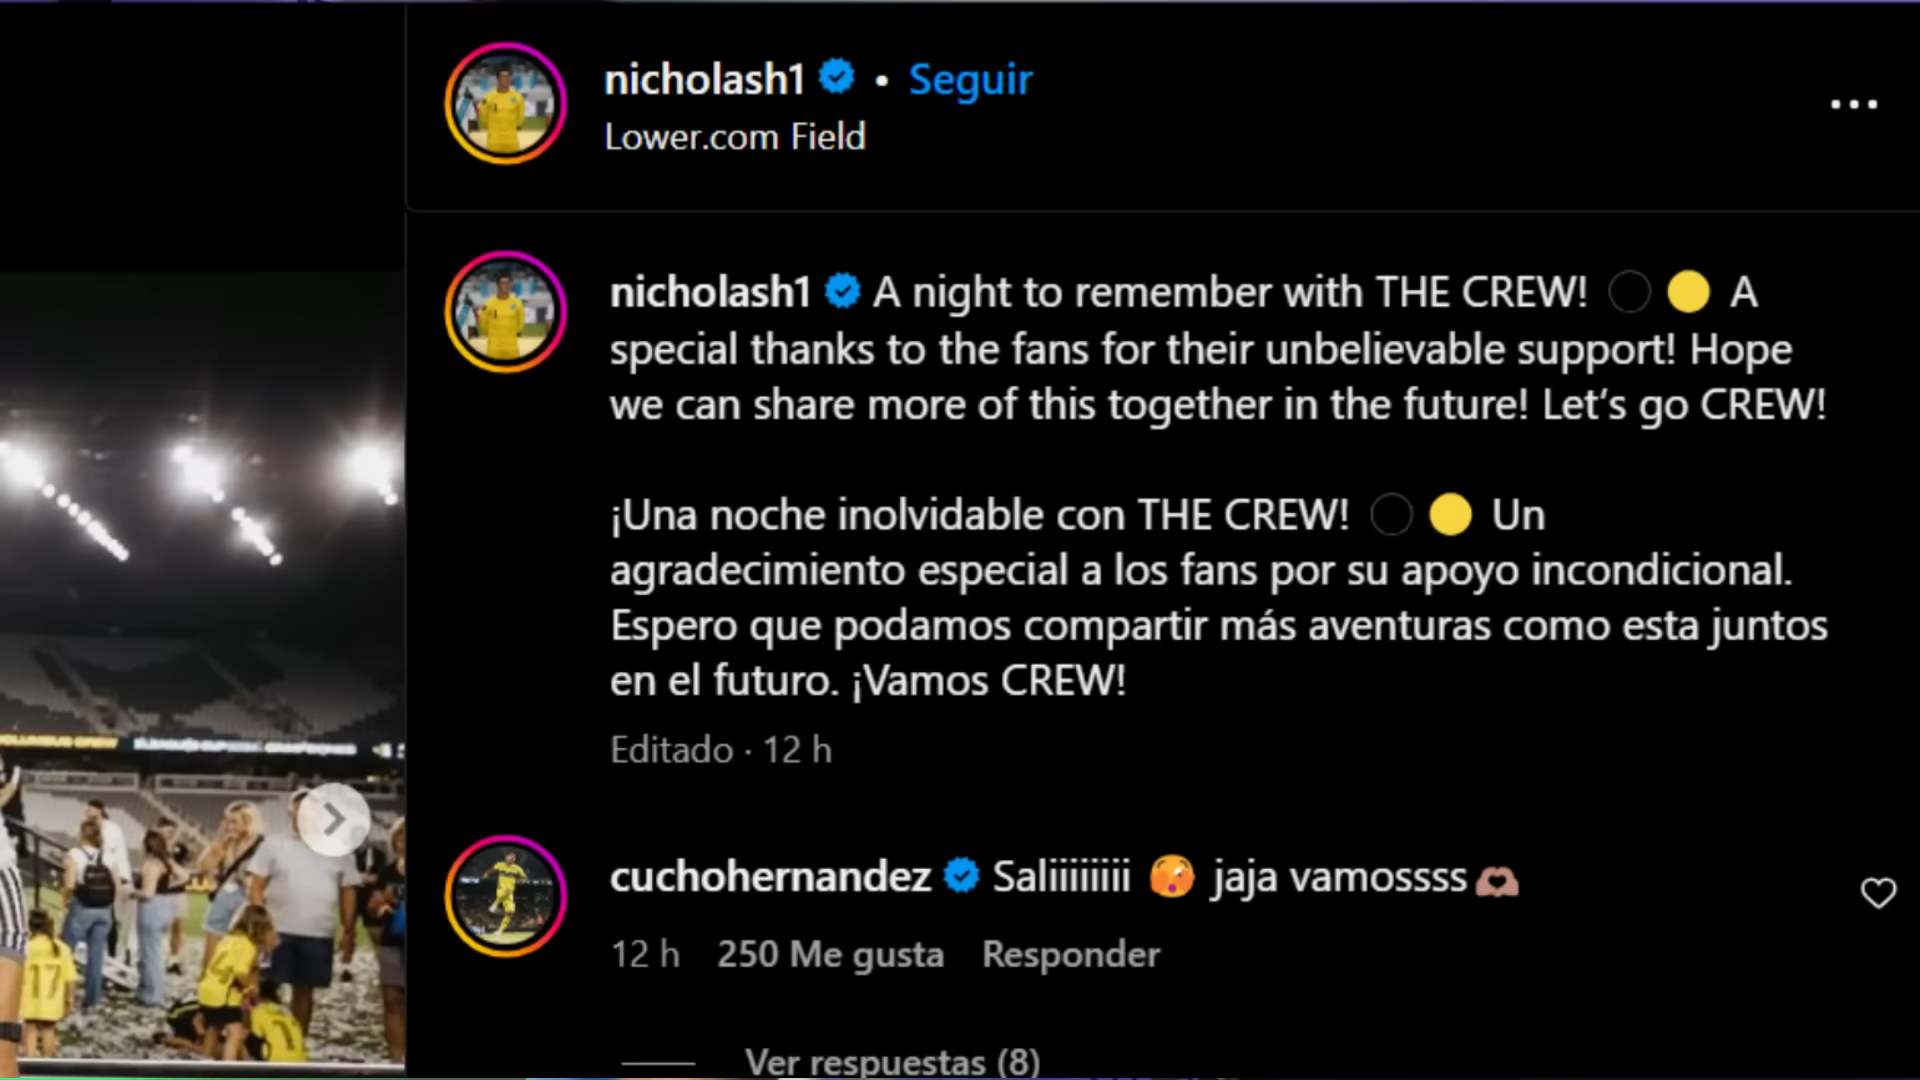 nicholash1 • Seguir
Lower.com Field
nicholash1 A night to remember with THE CREW! ⚫🟡 A
special thanks to the fans for their unbelievable support! Hope
we can share more of this together in the future! Let’s go CREW!
¡Una noche inolvidable con THE CREW! ⚫🟡 Un
agradecimiento especial a los fans por su apoyo incondicional.
Espero que podamos compartir más aventuras como esta juntos
en el futuro. ¡Vamos CREW!
Editado · 12 h
cuchohernandez Saliiiiiiiii 🫣 jaja vamossss🫶🏽
12 h 250 Me gusta Responder
Ver respuestas (8)
17
4
1